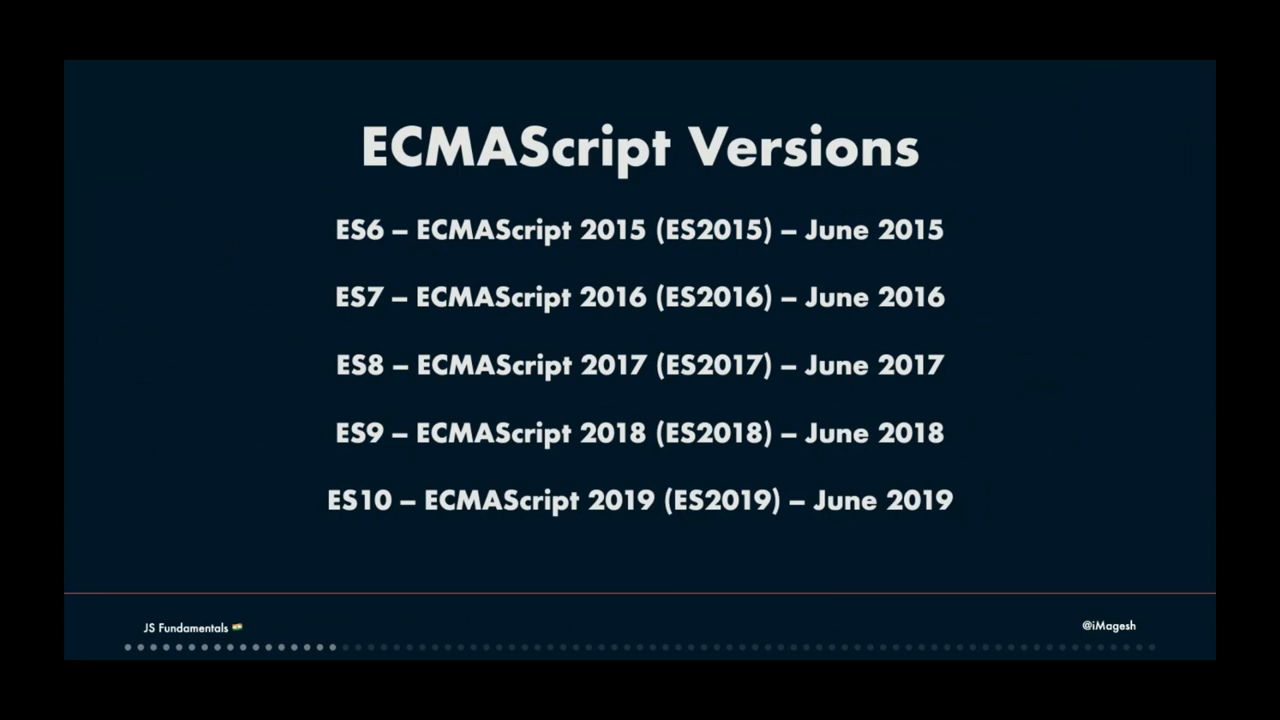 ECMAScript Versions
ES6 – ECMAScript 2015 (ES2015) – June 2015
ES7 – ECMAScript 2016 (ES2016) – June 2016
ES8 – ECMAScript 2017 (ES2017) – June 2017
ES9 – ECMAScript 2018 (ES2018) – June 2018
ES10 – ECMAScript 2019 (ES2019) – June 2019
JS Fundamentals 🇮🇳
@iMagesh